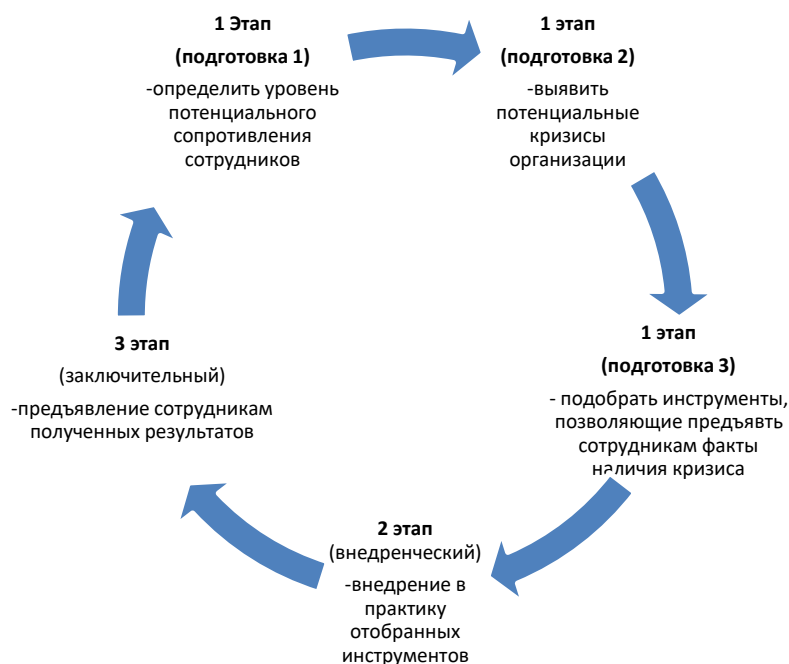 1 Этап
(подготовка 1)
-определить уровень
потенциального
сопротивления
сотрудников
1 этап
(подготовка 2)
-выявить
потенциальные
кризисы
организации
1 этап
(подготовка 3)
- подобрать инструменты,
позволяющие предъявть
сотрудникам факты
наличия кризиса
2 этап
(внедренческий)
-внедрение в
практику
отобранных
инструментов
3 этап
(заключительный)
-предъявление сотрудникам
полученных результатов